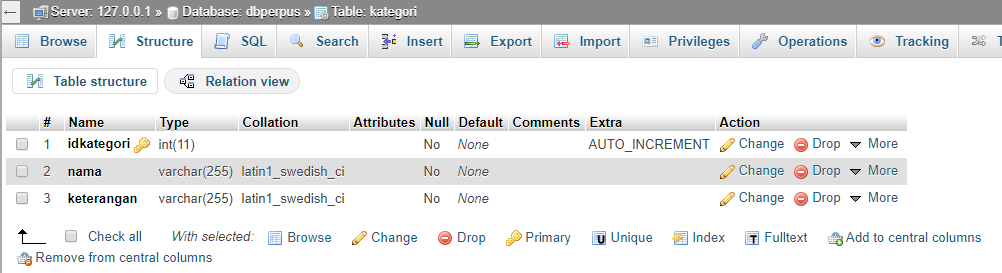 Server: 127.0.0.1 » Database: dbperpus » Table: kategori
Browse Structure SQL Search Insert Export Import Privileges Operations Tracking
Table structure Relation view
# Name Type Collation Attributes Null Default Comments Extra Action
1 idkategori int(11) No None AUTO_INCREMENT Change Drop More
2 nama varchar(255) latin1_swedish_ci No None Change Drop More
3 keterangan varchar(255) latin1_swedish_ci No None Change Drop More
Check all With selected: Browse Change Drop Primary Unique Index Fulltext Add to central columns
Remove from central columns